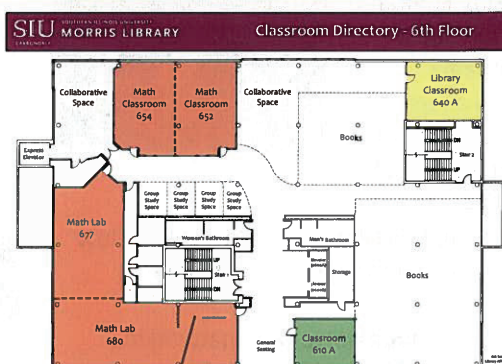 SIU
SOUTHERN ILLINOIS UNIVERSITY
MORRIS LIBRARY
CARBONDALE
Classroom Directory - 6th Floor
Collaborative
Space
Math
Classroom
654
Math
Classroom
652
Collaborative
Space
Library
Classroom
640 A
Books
Express
Elevator
DN
Stair 2
UP
Group
Study
Space
Group
Study
Space
Group
Study
Space
Group
Study
Space
Math Lab
677
Women's Bathroom
Men's Bathroom
UP
Stair 1
DN
Storage
Books
Math Lab
680
General
Seating
Classroom
610 A